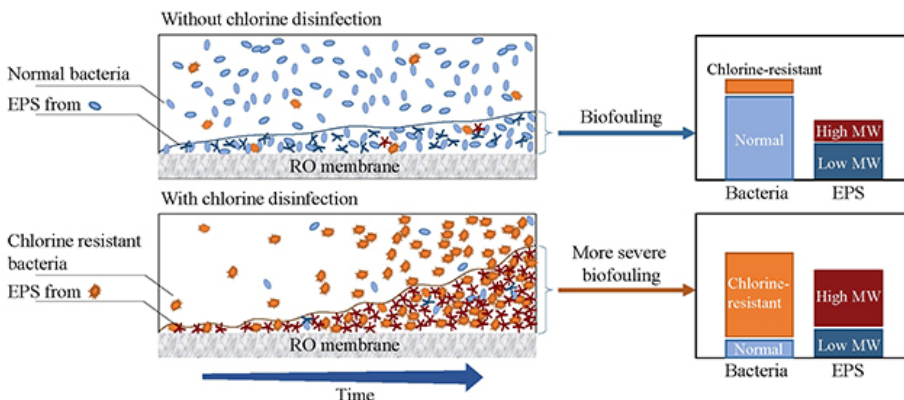 Without chlorine disinfection
Normal bacteria
EPS from
RO membrane
Biofouling
Chlorine-resistant
Normal
High MW
Low MW
Bacteria EPS
With chlorine disinfection
Chlorine resistant
bacteria
EPS from
RO membrane
More severe
biofouling
Chlorine-
resistant
Normal
High MW
Low MW
Bacteria EPS
Time